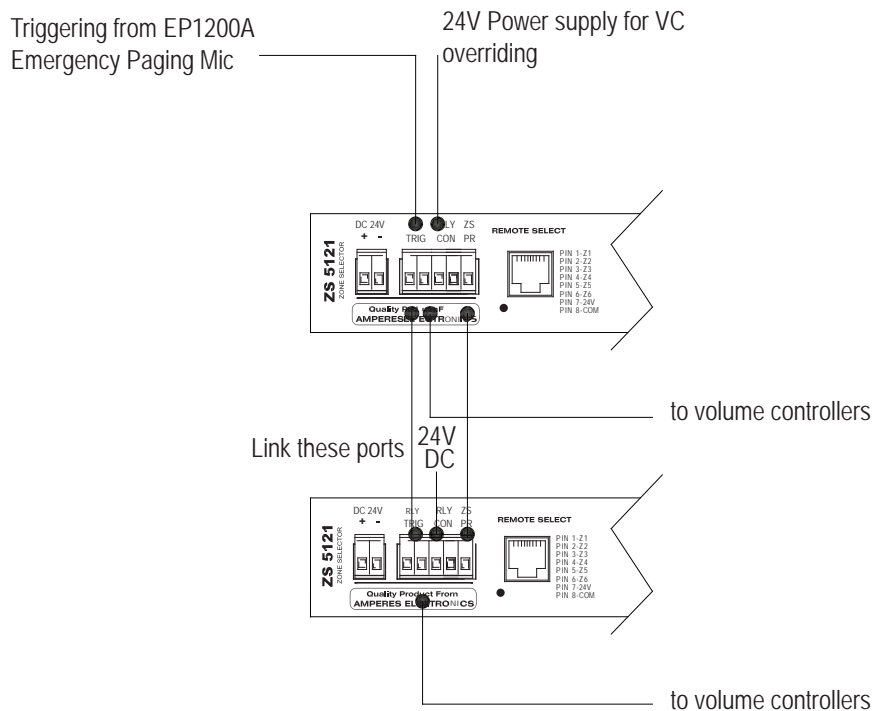 Triggering from EP1200A
Emergency Paging Mic
24V Power supply for VC
overriding
ZS 5121
ZONE SELECTOR
DC 24V
+ -
RLY ZS
TRIG CON PR
REMOTE SELECT
PIN 1-Z1
PIN 2-Z2
PIN 3-Z3
PIN 4-Z4
PIN 5-Z5
PIN 6-Z6
PIN 7-24V
PIN 8-COM
Quality
AMPERES
to volume controllers
Link these ports
24V
DC
ZS 5121
ZONE SELECTOR
DC 24V
+ -
RLY RLY ZS
TRIG CON PR
REMOTE SELECT
PIN 1-Z1
PIN 2-Z2
PIN 3-Z3
PIN 4-Z4
PIN 5-Z5
PIN 6-Z6
PIN 7-24V
PIN 8-COM
Quality Product From
AMPERES ELECTRONICS
to volume controllers